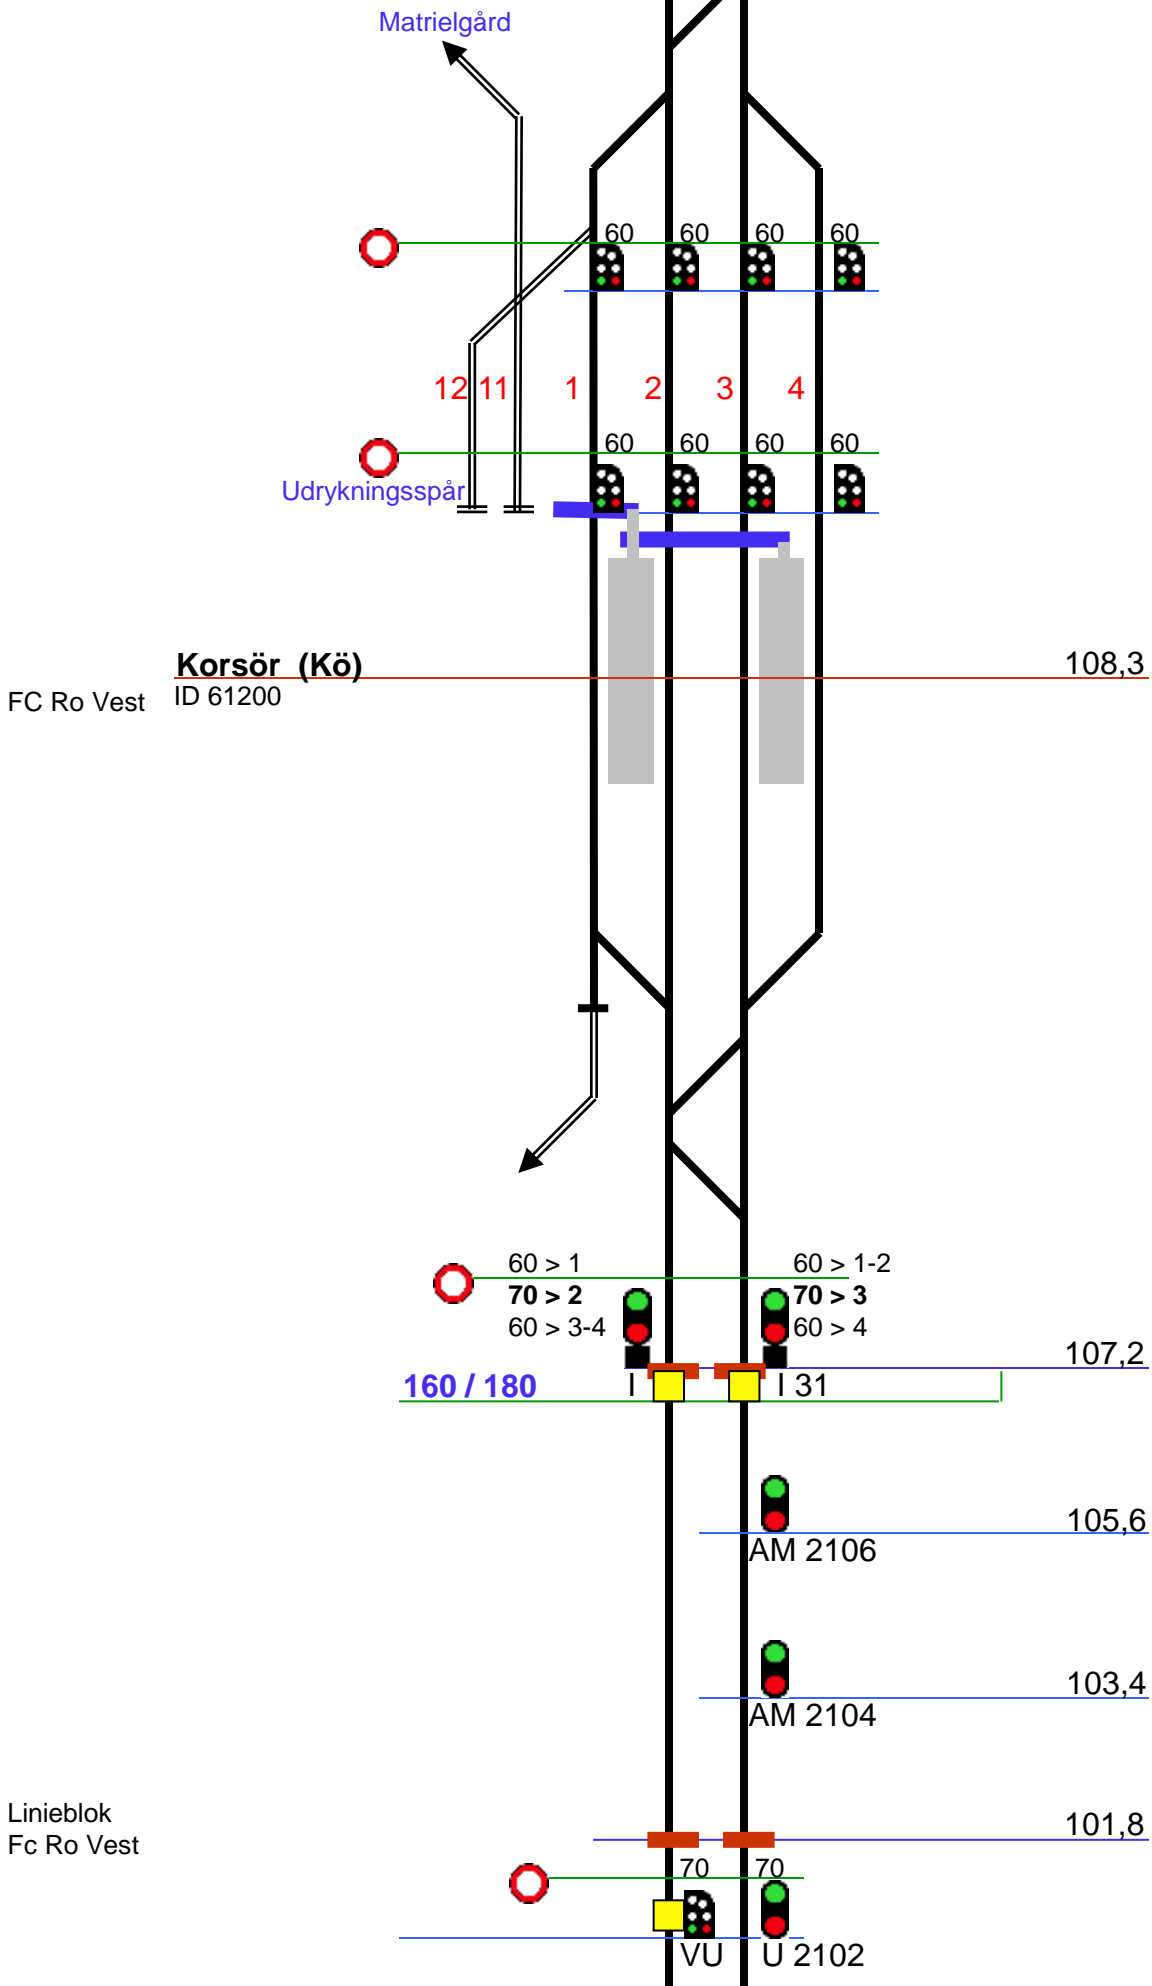 Matrielgård
60 60 60 60
12 11 1 2 3 4
60 60 60 60
Udrykningsspår
Korsör (Kö) 108,3
FC Ro Vest ID 61200
60 > 1 60 > 1-2
70 > 2 70 > 3
60 > 3-4 60 > 4
107,2
160 / 180 I I 31
105,6
AM 2106
103,4
AM 2104
Linieblok 101,8
Fc Ro Vest
70 70
VU U 2102